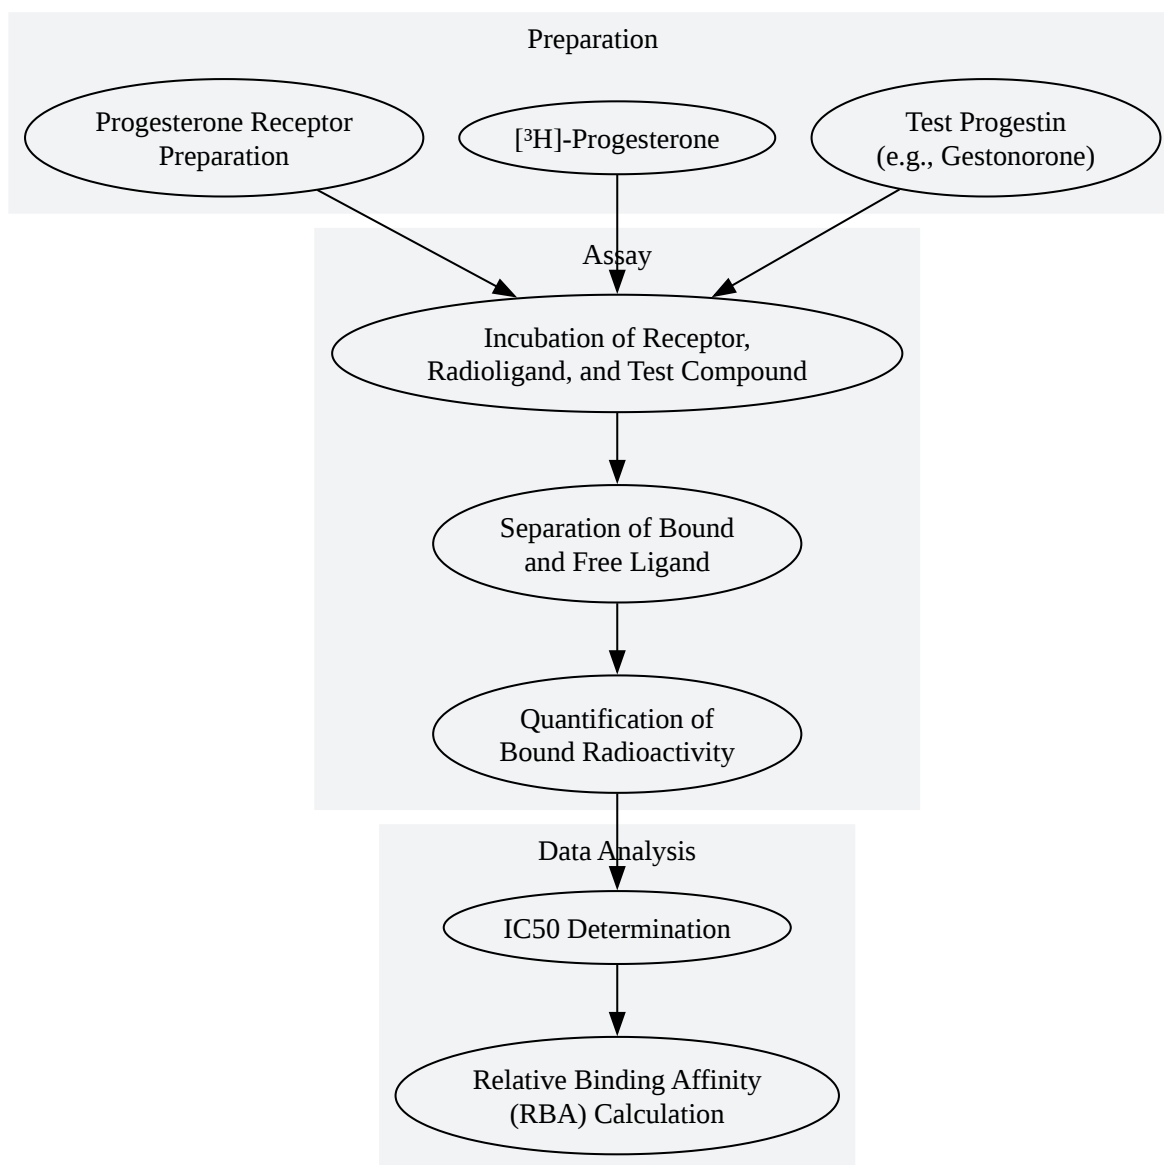 Preparation
Progesterone Receptor
Preparation
[³H]-Progesterone
Test Progestin
(e.g., Gestonorone)
Assay
Incubation of Receptor,
Radioligand, and Test Compound
Separation of Bound
and Free Ligand
Quantification of
Bound Radioactivity
Data Analysis
IC50 Determination
Relative Binding Affinity
(RBA) Calculation